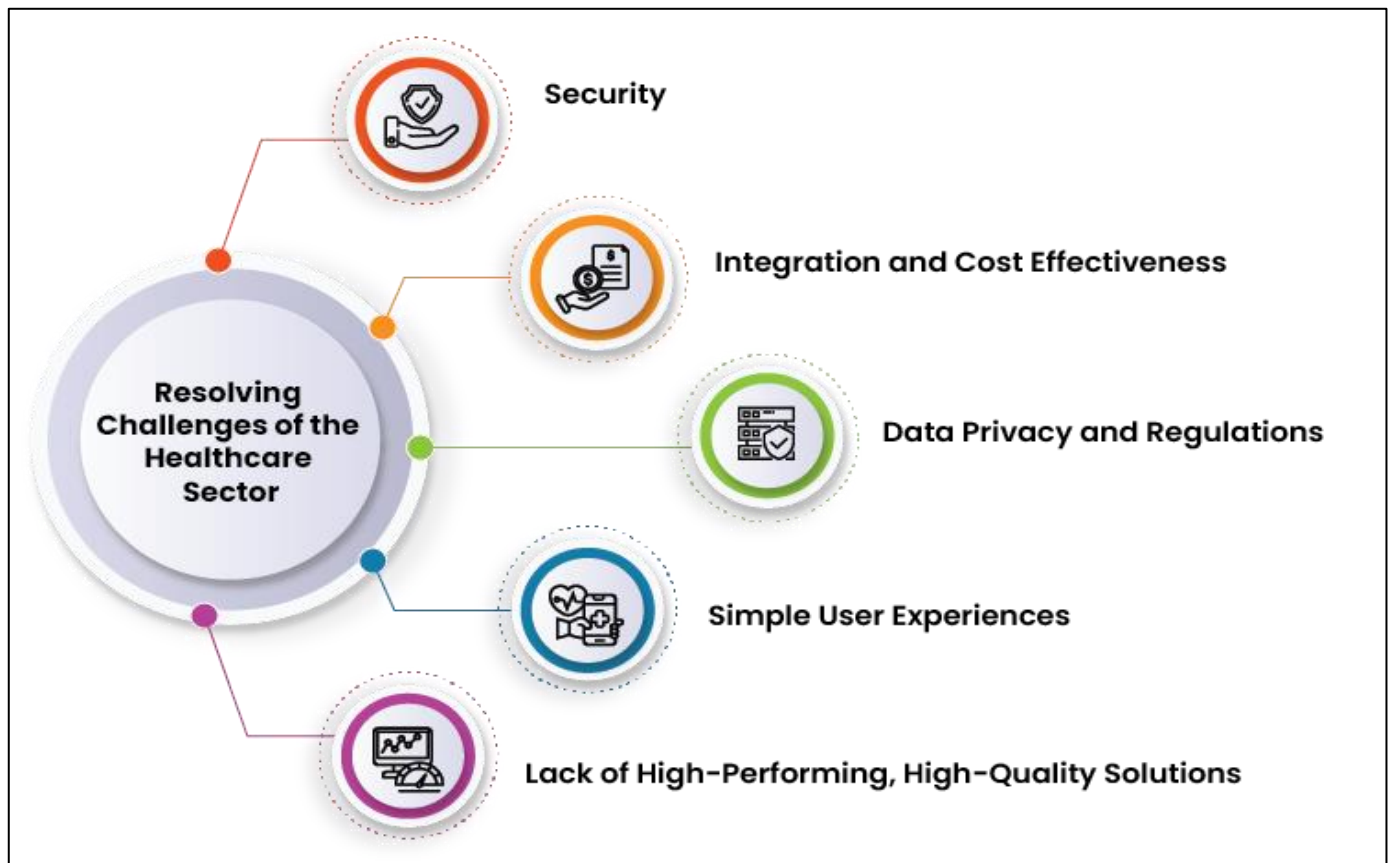 Security
Integration and Cost Effectiveness
Resolving
Challenges of the
Healthcare
Sector
Data Privacy and Regulations
Simple User Experiences
Lack of High-Performing, High-Quality Solutions